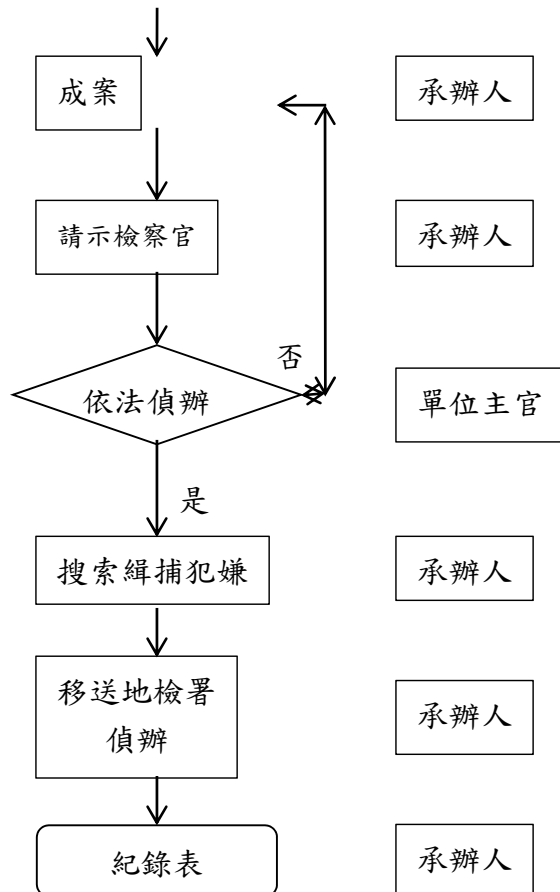 成案
承辦人
請示檢察官
承辦人
否
依法偵辦
單位主官
是
搜索緝捕犯嫌
承辦人
移送地檢署
偵辦
承辦人
紀錄表
承辦人